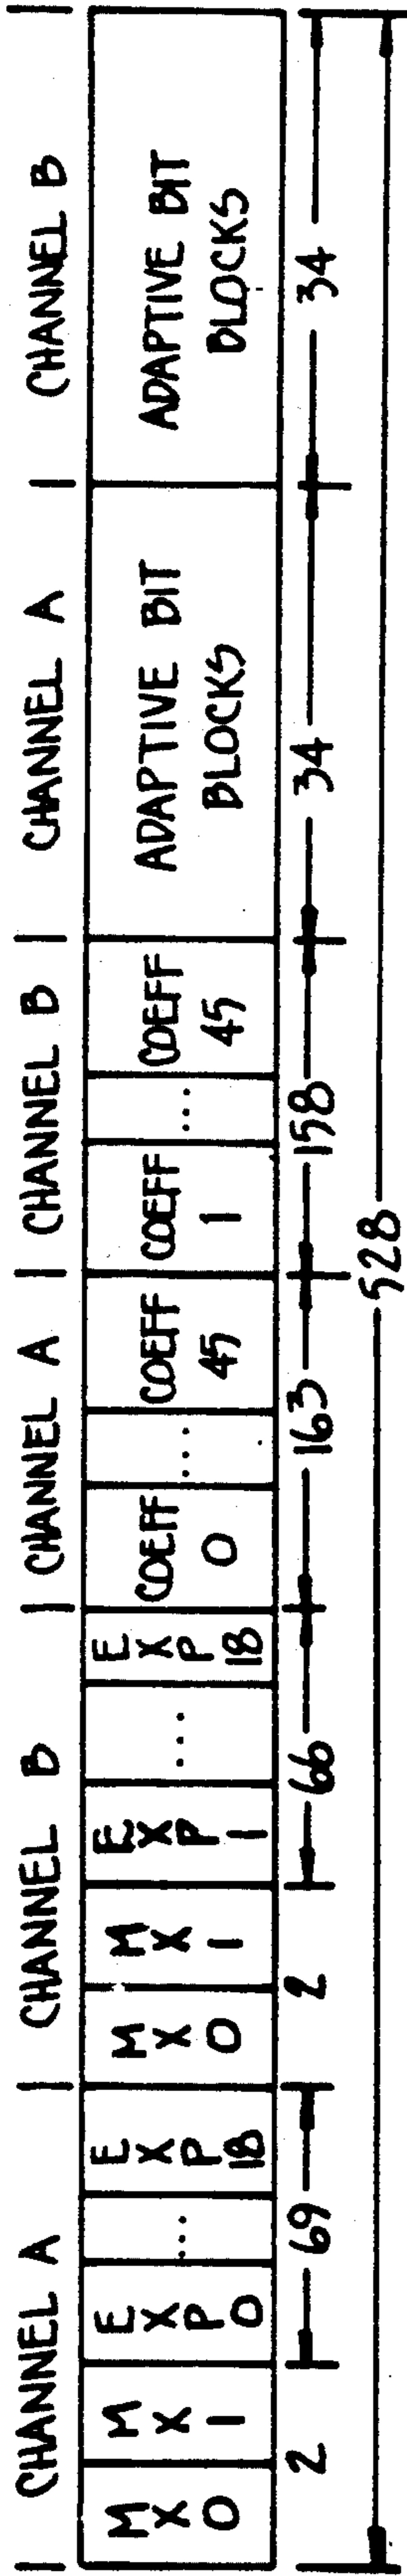 CHANNEL A CHANNEL B CHANNEL A CHANNEL B CHANNEL A CHANNEL B
MX0 MX1 EXP0 ... EXP18 MX0 MX1 EXP1 ... EXP18 COEFF 0 ... COEFF 45 COEFF 1 ... COEFF 45 ADAPTIVE BIT BLOCKS ADAPTIVE BIT BLOCKS
2 69 2 66 163 158 34 34
528